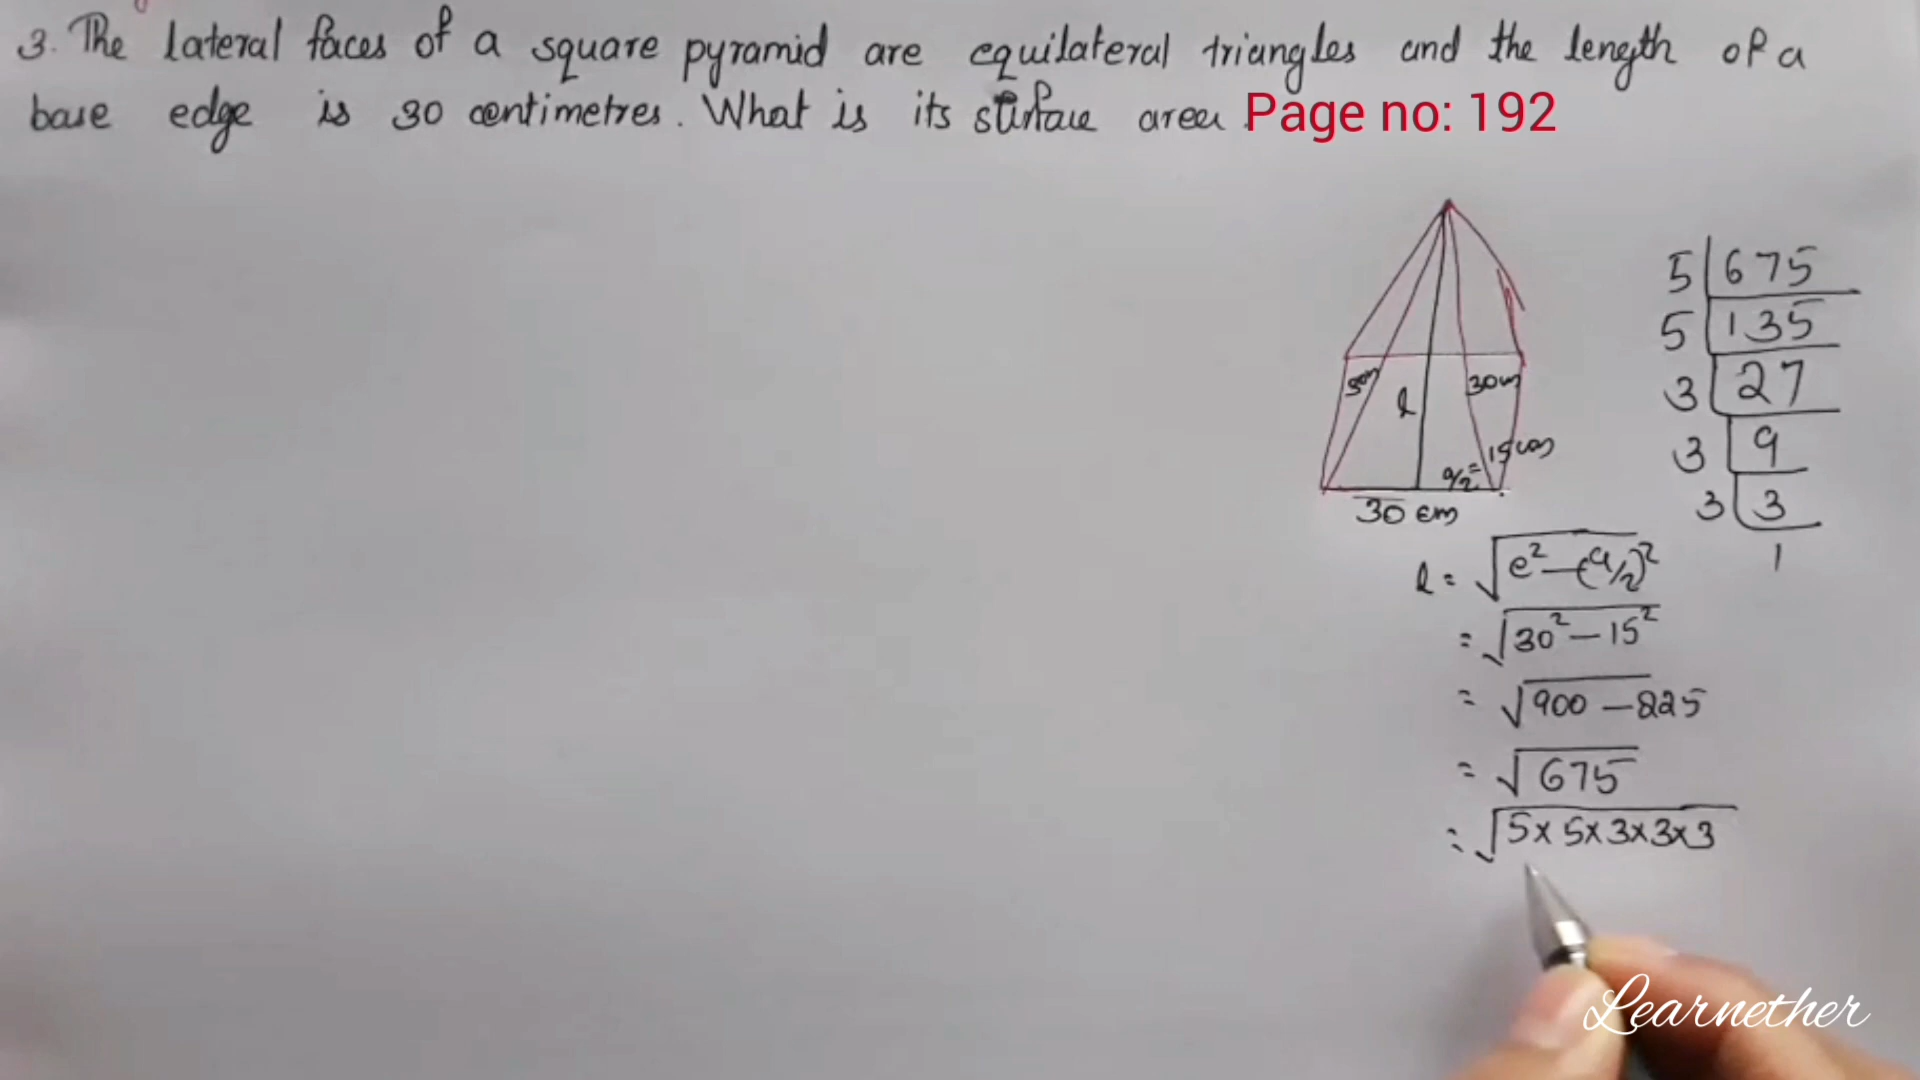 3. The lateral faces of a square pyramid are equilateral triangles and the length of a
base edge is 30 centimetres. What is its surface area Page no: 192
30cm
l
15cm
a/2=
30 cm
5 675
5 135
3 27
3 9
3 3
1
l = √e²-(a/2)²
= √30²-15²
= √900-225
= √675
= √5×5×3×3×3
Learnether